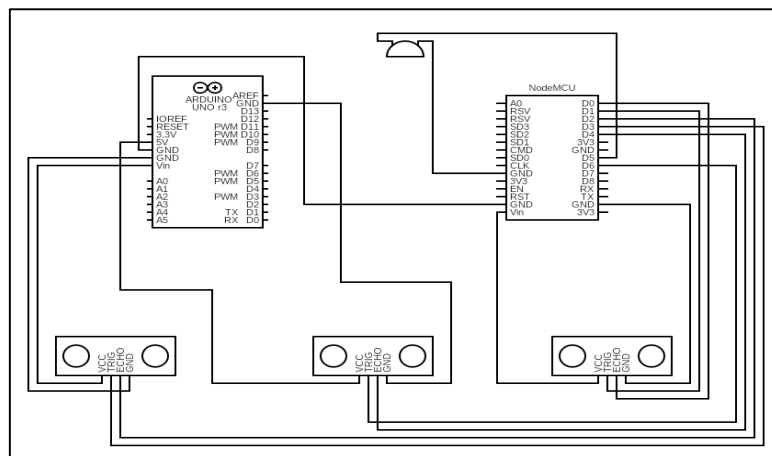 ARDUINO
UNO r3
IOREF
RESET
3.3V
5V
GND
GND
Vin
A0
A1
A2
A3
A4
A5
AREF
GND
D13
D12
PWM D11
PWM D10
PWM D9
D8
D7
PWM D6
PWM D5
D4
PWM D3
D2
TX D1
RX D0
NodeMCU
A0
RSV
RSV
SD3
SD2
SD1
CMD
SD0
CLK
GND
3V3
EN
RST
GND
Vin
D0
D1
D2
D3
D4
3V3
GND
D5
D6
D7
D8
RX
TX
GND
3V3
VCC
TRIG
ECHO
GND
VCC
TRIG
ECHO
GND
VCC
TRIG
ECHO
GND